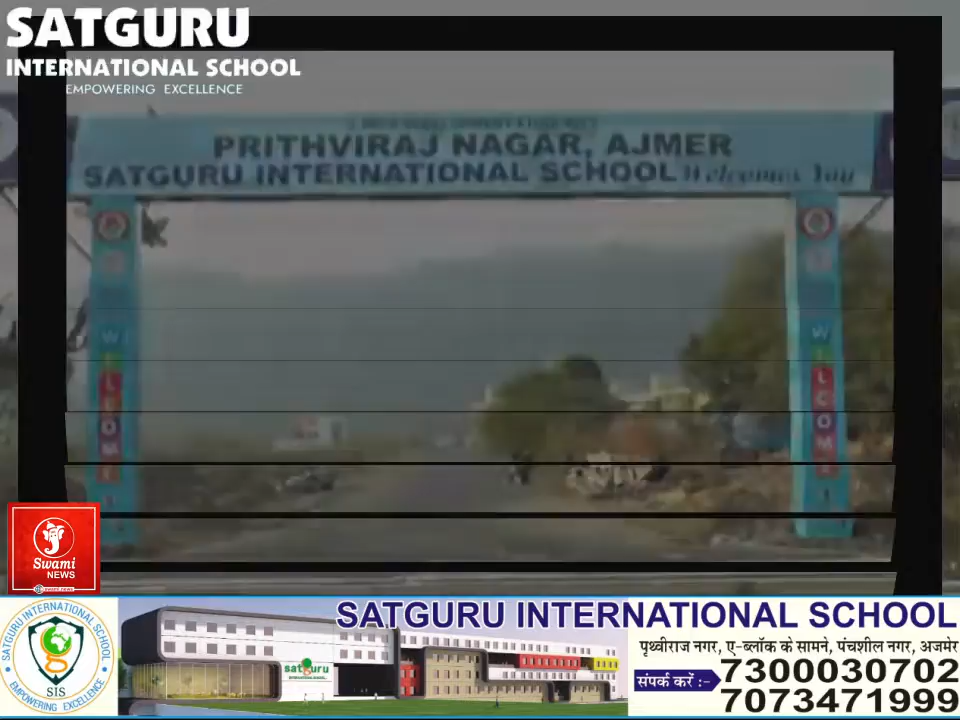 SATGURU
INTERNATIONAL SCHOOL
EMPOWERING EXCELLENCE
PRITHVIRAJ NAGAR, AJMER
SATGURU INTERNATIONAL SCHOOL Welcomes You
WELCOME
WELCOME
Swami
NEWS
SATGURU INTERNATIONAL SCHOOL
EMPOWERING EXCELLENCE
SIS
satguru
SATGURU INTERNATIONAL SCHOOL
पृथ्वीराज नगर, ए-ब्लॉक के सामने, पंचशील नगर, अजमेर
संपर्क करें :-
7300030702
7073471999